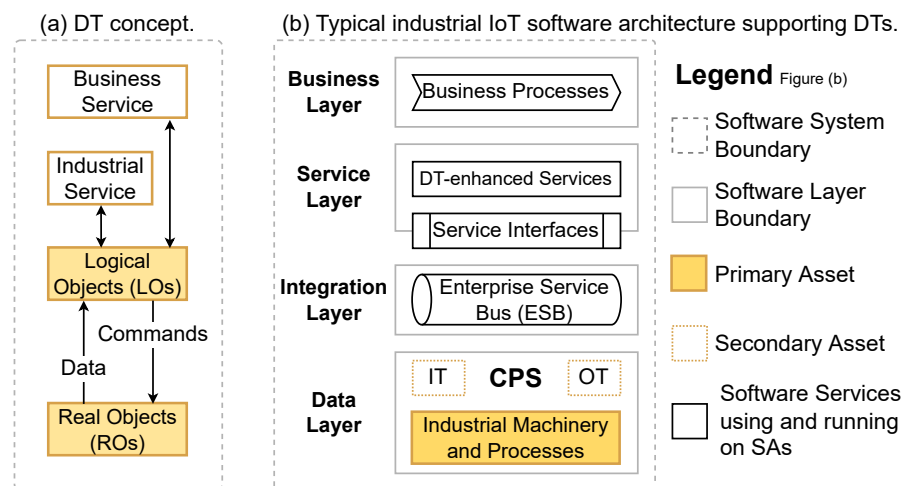 (a) DT concept.
Business
Service
Industrial
Service
Logical
Objects (LOs)
Commands
Data
Real Objects
(ROs)
(b) Typical industrial IoT software architecture supporting DTs.
Business
Layer
Business Processes
Service
Layer
DT-enhanced Services
Service Interfaces
Integration
Layer
Enterprise Service
Bus (ESB)
Data
Layer
IT
CPS
OT
Industrial Machinery
and Processes
Legend Figure (b)
Software System
Boundary
Software Layer
Boundary
Primary Asset
Secondary Asset
Software Services
using and running
on SAs